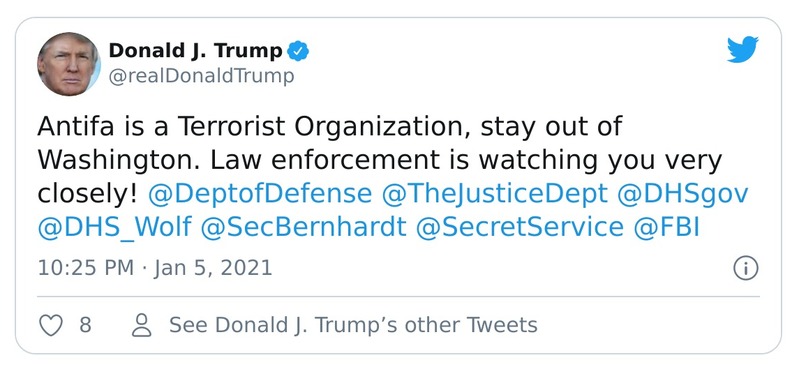 Donald J. Trump
@realDonaldTrump
Antifa is a Terrorist Organization, stay out of
Washington. Law enforcement is watching you very
closely! @DeptofDefense @TheJusticeDept @DHSgov
@DHS_Wolf @SecBernhardt @SecretService @FBI
10:25 PM · Jan 5, 2021
8 See Donald J. Trump’s other Tweets